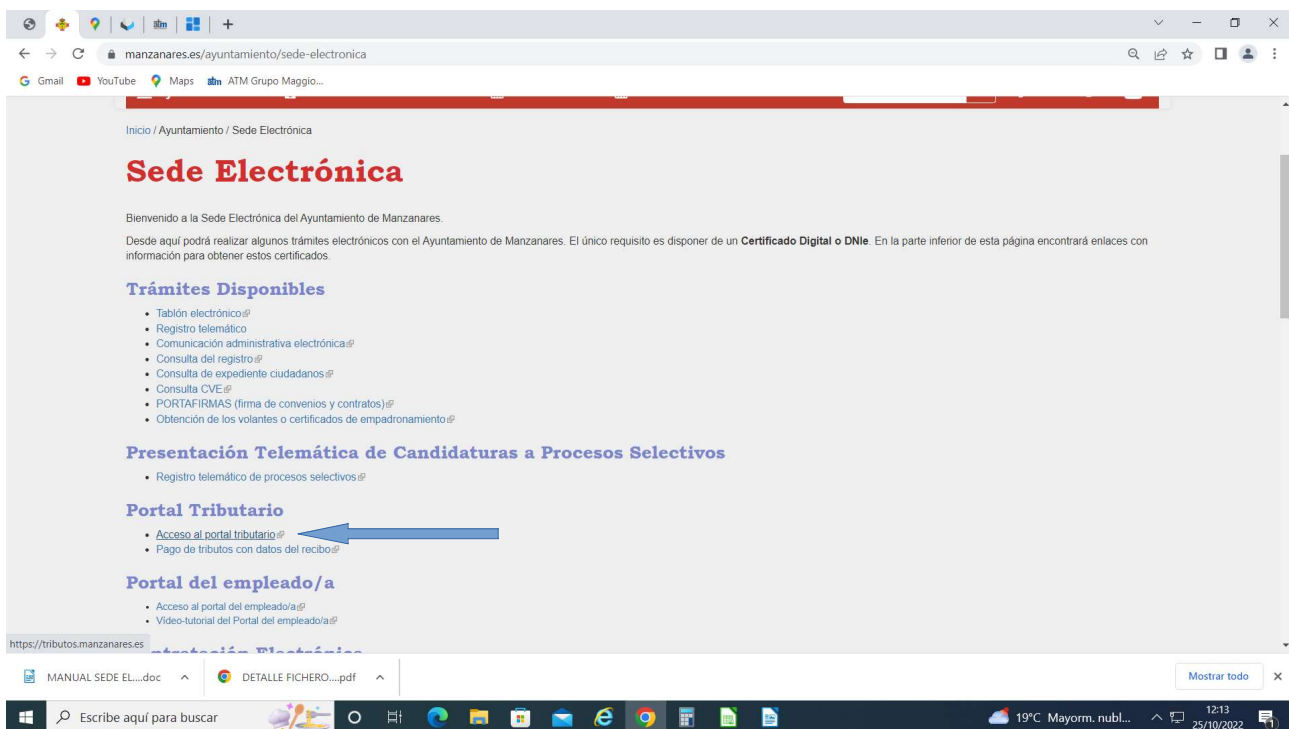 manzanares.es/ayuntamiento/sede-electronica
Gmail YouTube Maps atm ATM Grupo Maggio...
Inicio / Ayuntamiento / Sede Electrónica
Sede Electrónica
Bienvenido a la Sede Electrónica del Ayuntamiento de Manzanares.
Desde aquí podrá realizar algunos trámites electrónicos con el Ayuntamiento de Manzanares. El único requisito es disponer de un Certificado Digital o DNIe. En la parte inferior de esta página encontrará enlaces con
información para obtener estos certificados.
Trámites Disponibles
Tablón electrónico
Registro telemático
Comunicación administrativa electrónica
Consulta del registro
Consulta de expediente ciudadanos
Consulta CVE
PORTAFIRMAS (firma de convenios y contratos)
Obtención de los volantes o certificados de empadronamiento
Presentación Telemática de Candidaturas a Procesos Selectivos
Registro telemático de procesos selectivos
Portal Tributario
Acceso al portal tributario
Pago de tributos con datos del recibo
Portal del empleado/a
Acceso al portal del empleado/a
Vídeo-tutorial del Portal del empleado/a
https://tributos.manzanares.es
MANUAL SEDE EL....doc DETALLE FICHERO....pdf Mostrar todo
Escribe aquí para buscar 19°C Mayorm. nubl... 12:13
25/10/2022